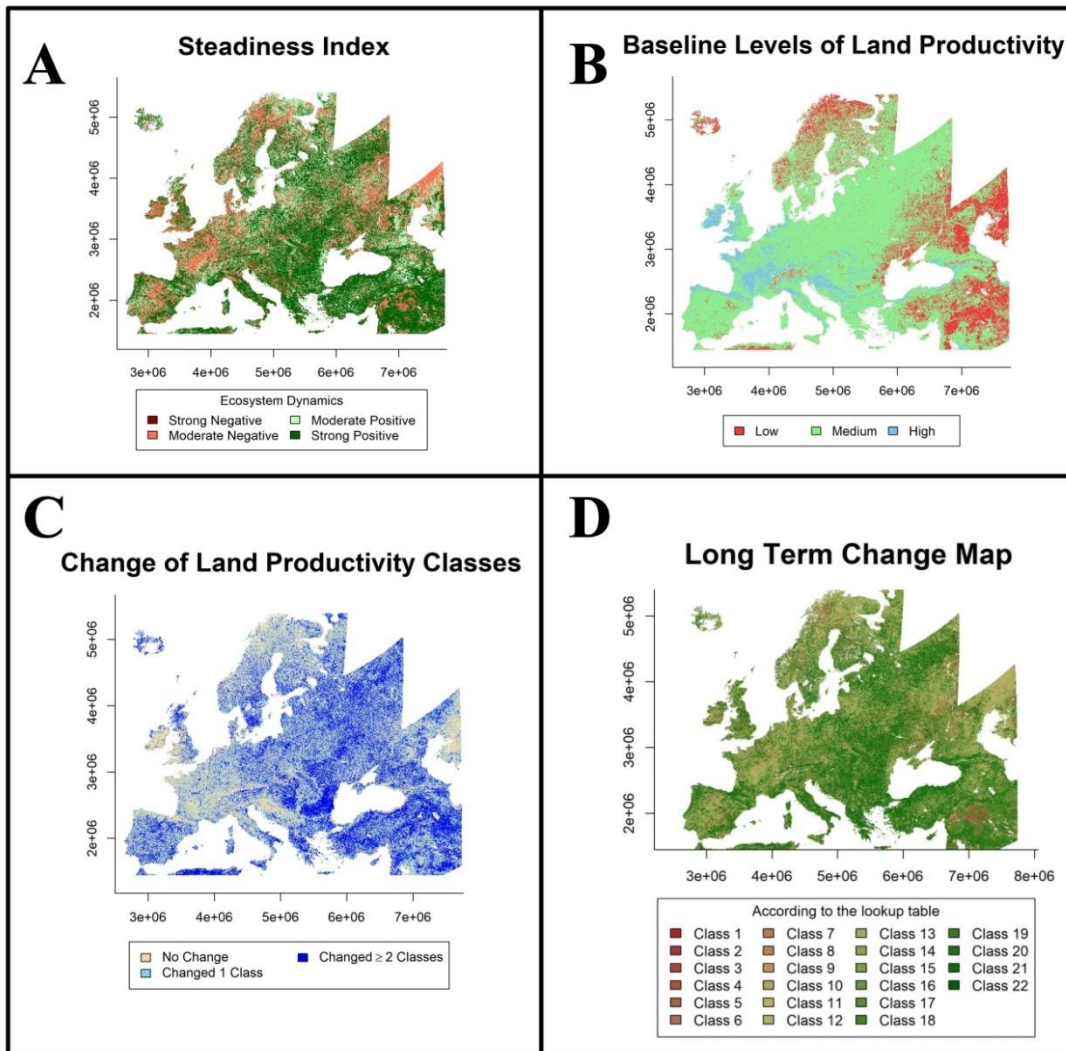 A
Steadiness Index
5e+06
4e+06
3e+06
2e+06
3e+06 4e+06 5e+06 6e+06 7e+06
Ecosystem Dynamics
Strong Negative Moderate Positive
Moderate Negative Strong Positive
B
Baseline Levels of Land Productivity
5e+06
4e+06
3e+06
2e+06
3e+06 4e+06 5e+06 6e+06 7e+06
Low Medium High
C
Change of Land Productivity Classes
5e+06
4e+06
3e+06
2e+06
3e+06 4e+06 5e+06 6e+06 7e+06
No Change Changed ≥ 2 Classes
Changed 1 Class
D
Long Term Change Map
5e+06
4e+06
3e+06
2e+06
3e+06 4e+06 5e+06 6e+06 7e+06 8e+06
According to the lookup table
Class 1 Class 7 Class 13 Class 19
Class 2 Class 8 Class 14 Class 20
Class 3 Class 9 Class 15 Class 21
Class 4 Class 10 Class 16 Class 22
Class 5 Class 11 Class 17
Class 6 Class 12 Class 18